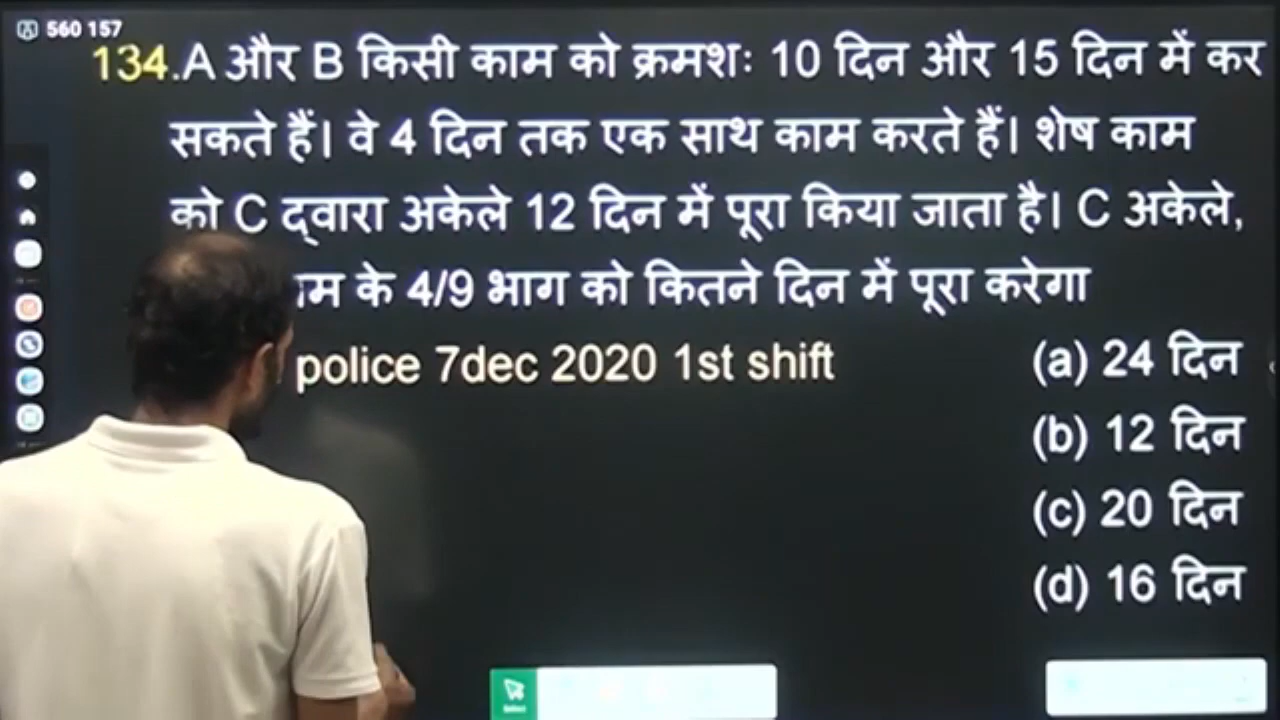 560 157
134.A और B किसी काम को क्रमशः 10 दिन और 15 दिन में कर
सकते हैं। वे 4 दिन तक एक साथ काम करते हैं। शेष काम
को C द्वारा अकेले 12 दिन में पूरा किया जाता है। C अकेले,
के 4/9 भाग को कितने दिन में पूरा करेगा
police 7dec 2020 1st shift
(a) 24 दिन
(b) 12 दिन
(c) 20 दिन
(d) 16 दिन
Select